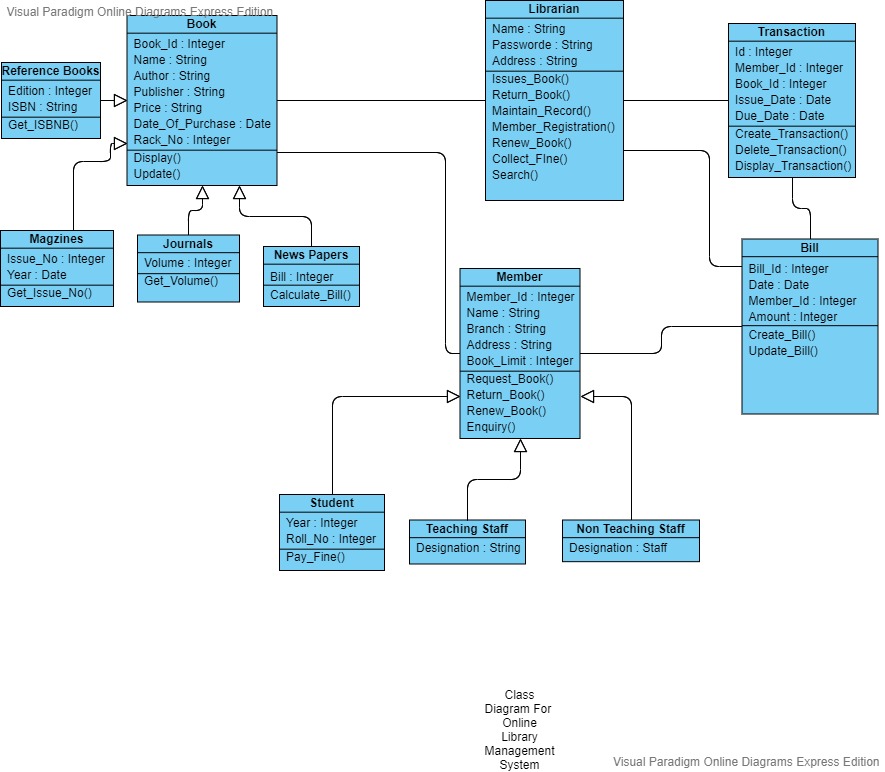 Visual Paradigm Online Diagrams Express Edition
Book
Book_Id : Integer
Name : String
Author : String
Publisher : String
Price : String
Date_Of_Purchase : Date
Rack_No : Integer
Display()
Update()
Librarian
Name : String
Passworde : String
Address : String
Issues_Book()
Return_Book()
Maintain_Record()
Member_Registration()
Renew_Book()
Collect_FIne()
Search()
Transaction
Id : Integer
Member_Id : Integer
Book_Id : Integer
Issue_Date : Date
Due_Date : Date
Create_Transaction()
Delete_Transaction()
Display_Transaction()
Reference Books
Edition : Integer
ISBN : String
Get_ISBNB()
Magzines
Issue_No : Integer
Year : Date
Get_Issue_No()
Journals
Volume : Integer
Get_Volume()
News Papers
Bill : Integer
Calculate_Bill()
Member
Member_Id : Integer
Name : String
Branch : String
Address : String
Book_Limit : Integer
Request_Book()
Return_Book()
Renew_Book()
Enquiry()
Bill
Bill_Id : Integer
Date : Date
Member_Id : Integer
Amount : Integer
Create_Bill()
Update_Bill()
Student
Year : Integer
Roll_No : Integer
Pay_Fine()
Teaching Staff
Designation : String
Non Teaching Staff
Designation : Staff
Class
Diagram For
Online
Library
Management
System
Visual Paradigm Online Diagrams Express Edition